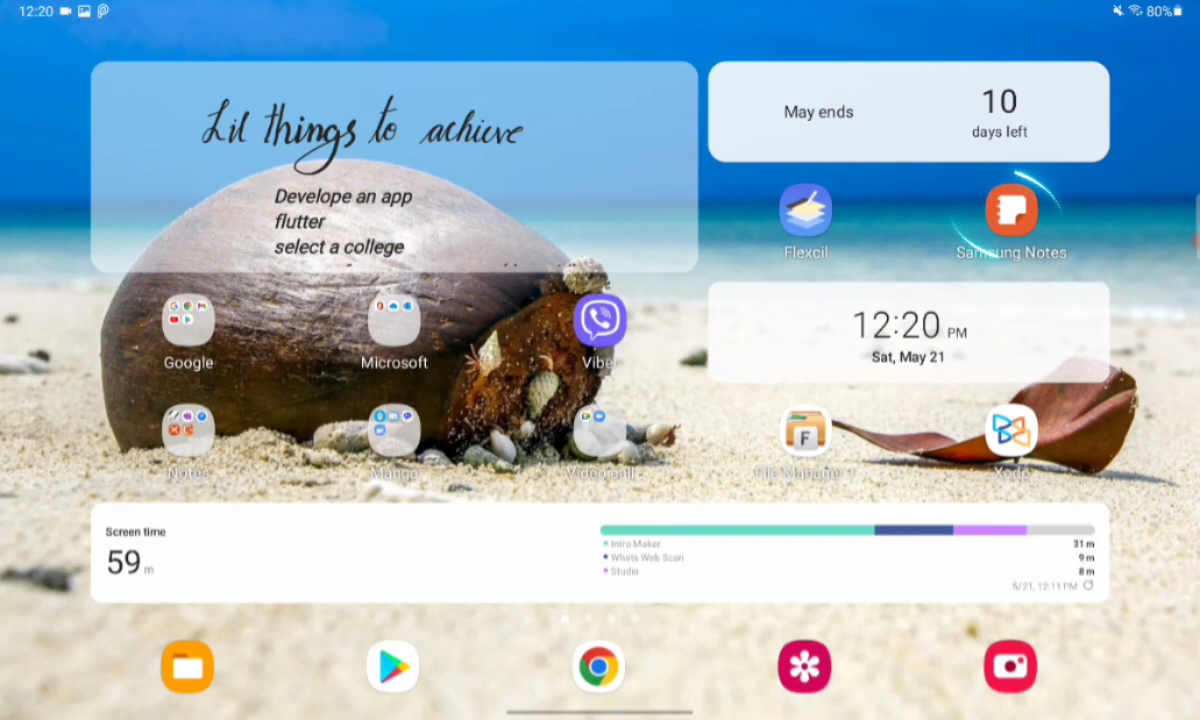 12:20
80%
Lil things to achieve
Develope an app
flutter
select a college
May ends
10
days left
Flexcil
Samsung Notes
Google
Microsoft
Viber
12:20 PM
Sat, May 21
Notes
Mango
Video call
File Manager +
Xodo
Screen time
59 m
Intro Maker 31 m
Whats Web Scan 9 m
Studio 8 m
5/21, 12:11 PM